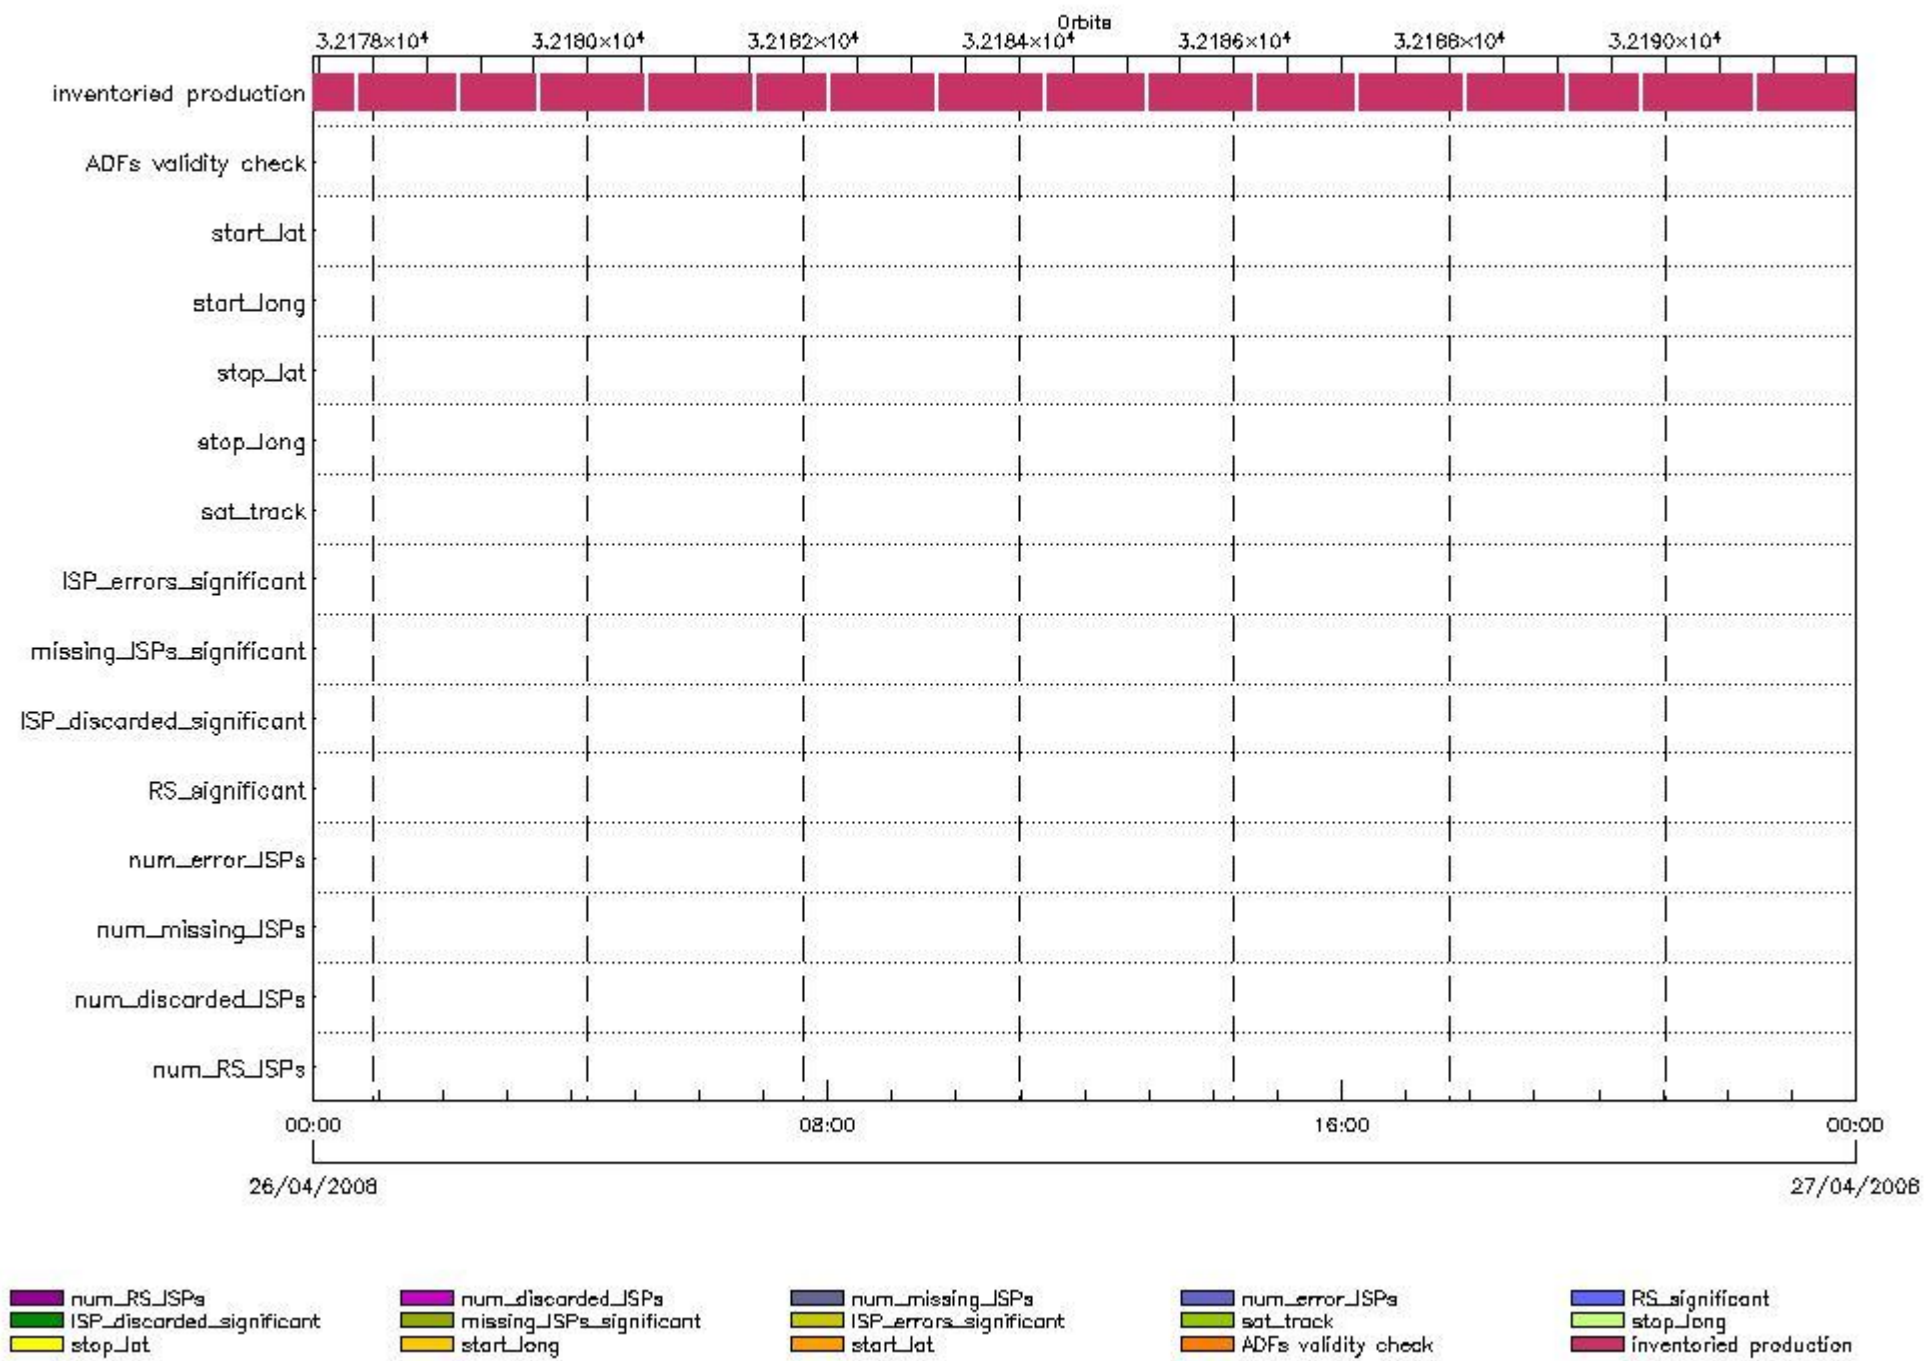 Orbits
3.2178×10⁴ 3.2180×10⁴ 3.2182×10⁴ 3.2184×10⁴ 3.2186×10⁴ 3.2188×10⁴ 3.2190×10⁴
inventoried production
ADFs validity check
start_lat
start_long
stop_lat
stop_long
sat_track
ISP_errors_significant
missing_ISPs_significant
ISP_discarded_significant
RS_significant
num_error_ISPs
num_missing_ISPs
num_discarded_ISPs
num_RS_ISPs
00:00 08:00 16:00 00:00
26/04/2008 27/04/2008
num_RS_ISPs num_discarded_ISPs num_missing_ISPs num_error_ISPs RS_significant
ISP_discarded_significant missing_ISPs_significant ISP_errors_significant sat_track stop_long
stop_lat start_long start_lat ADFs validity check inventoried production